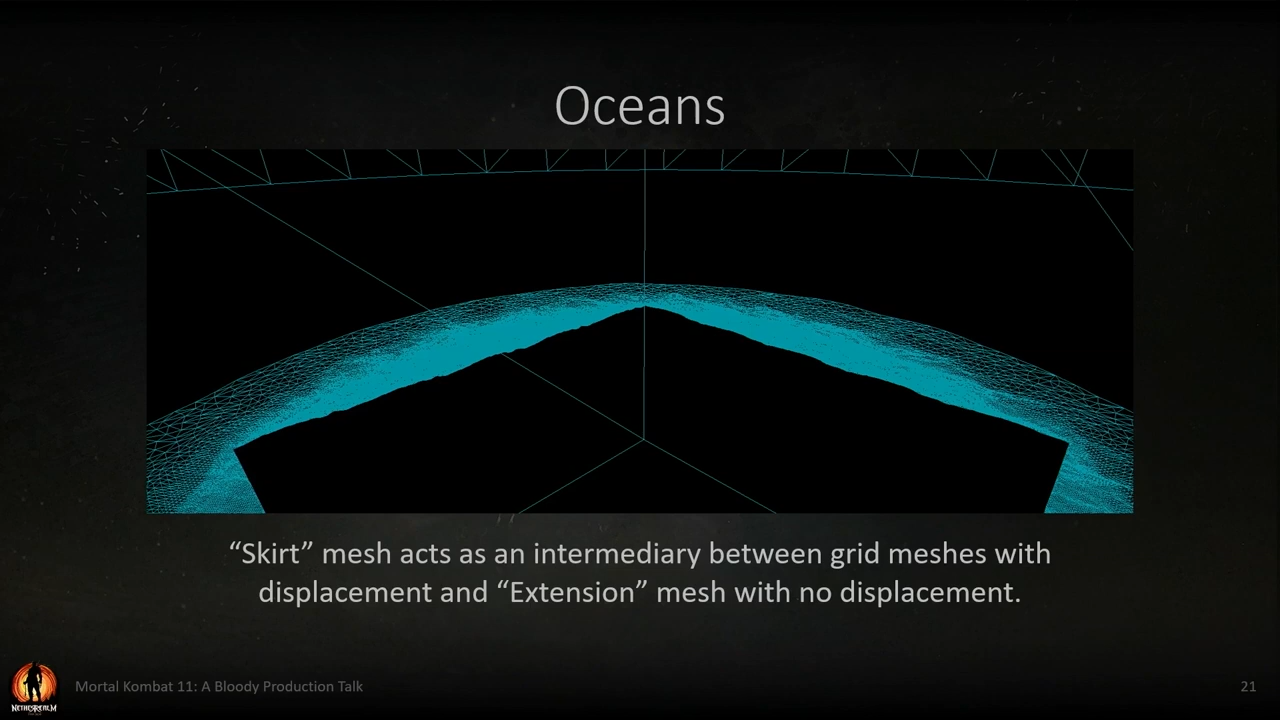 Oceans
“Skirt” mesh acts as an intermediary between grid meshes with
displacement and “Extension” mesh with no displacement.
NETHERREALM
Mortal Kombat 11: A Bloody Production Talk
21